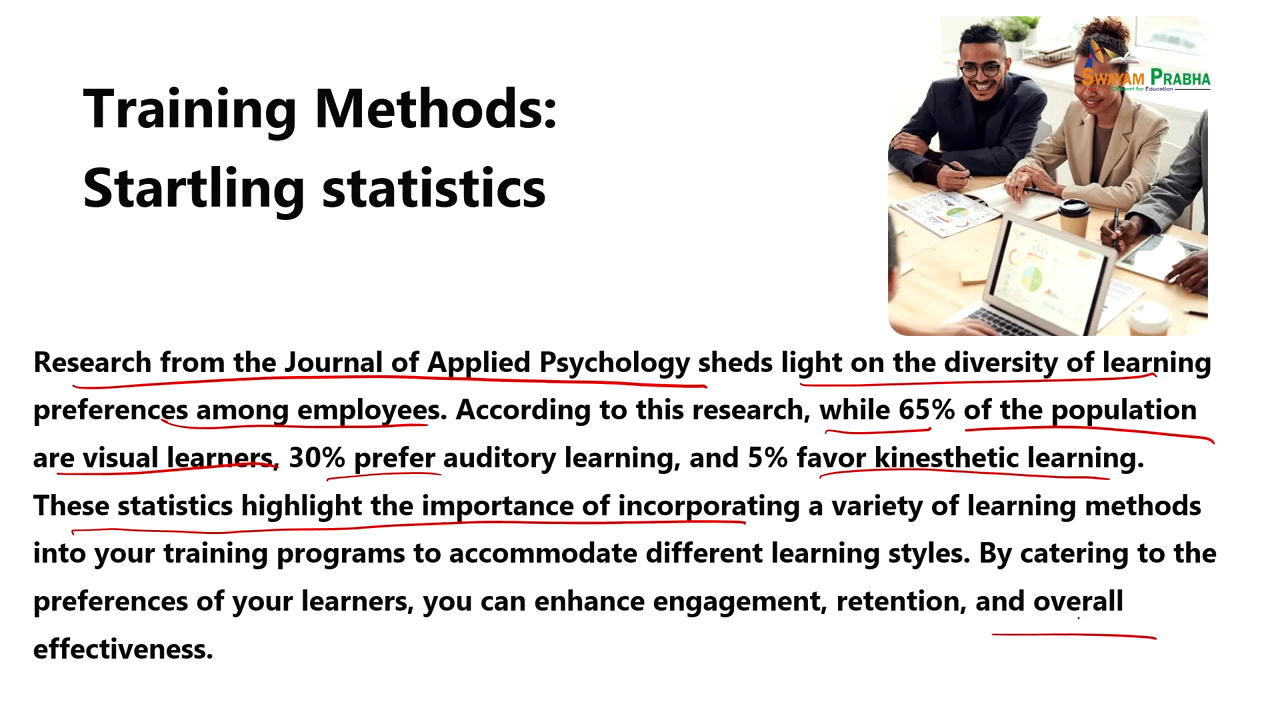 Training Methods:
Startling statistics
SWAYAM PRABHA
Channel for Education
Research from the Journal of Applied Psychology sheds light on the diversity of learning
preferences among employees. According to this research, while 65% of the population
are visual learners, 30% prefer auditory learning, and 5% favor kinesthetic learning.
These statistics highlight the importance of incorporating a variety of learning methods
into your training programs to accommodate different learning styles. By catering to the
preferences of your learners, you can enhance engagement, retention, and overall
effectiveness.